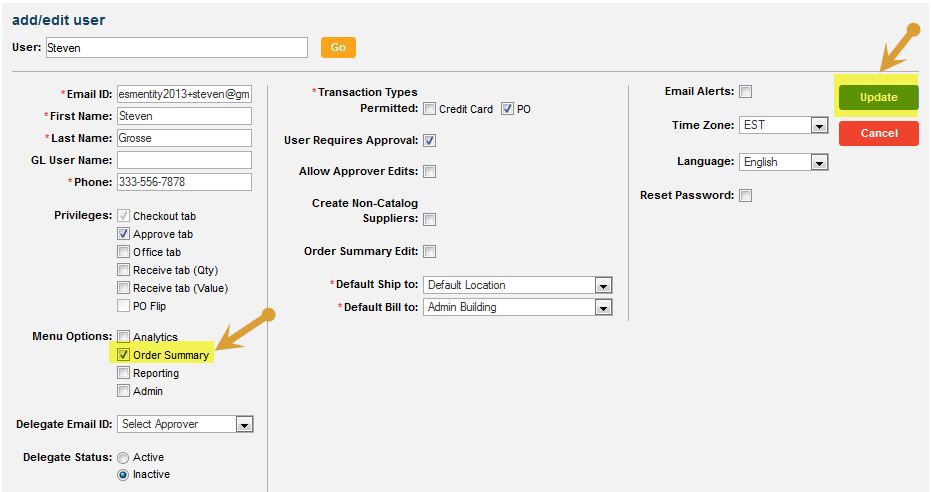 add/edit user
User: Steven Go
*Email ID: esmentity2013+steven@gm
*First Name: Steven
*Last Name: Grosse
GL User Name:
*Phone: 333-556-7878
Privileges: Checkout tab
Approve tab
Office tab
Receive tab (Qty)
Receive tab (Value)
PO Flip
Menu Options: Analytics
Order Summary
Reporting
Admin
Delegate Email ID: Select Approver
Delegate Status: Active
Inactive
*Transaction Types
Permitted: Credit Card PO
User Requires Approval:
Allow Approver Edits:
Create Non-Catalog
Suppliers:
Order Summary Edit:
*Default Ship to: Default Location
*Default Bill to: Admin Building
Email Alerts:
Time Zone: EST
Language: English
Reset Password:
Update
Cancel